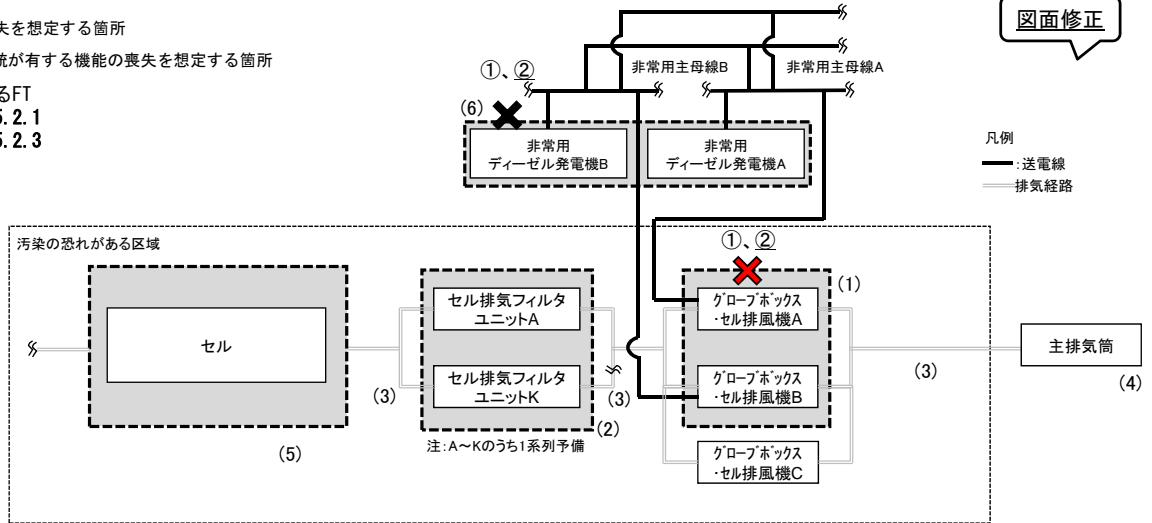 失を想定する箇所
統が有する機能の喪失を想定する箇所
るFT
5.2.1
5.2.3
図面修正
非常用主母線B
非常用主母線A
①、②
(6)
非常用
ディーゼル発電機B
非常用
ディーゼル発電機A
凡例
:送電線
排気経路
汚染の恐れがある区域
①、②
(1)
セル
セル排気フィルタ
ユニットA
セル排気フィルタ
ユニットK
グローブボックス
・セル排風機A
グローブボックス
・セル排風機B
グローブボックス
・セル排風機C
主排気筒
(3)
(3)
(3)
(4)
(2)
(5)
注:A～Kのうち1系列予備